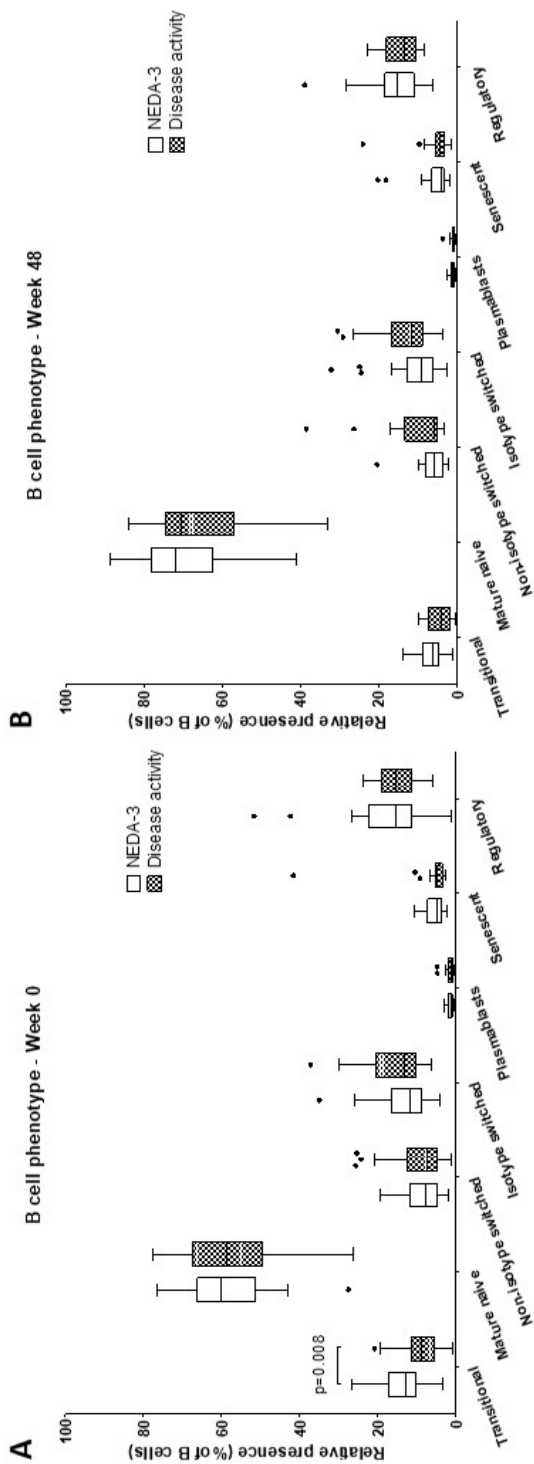 A
B cell phenotype - Week 0
NEDA-3
Disease activity
Relative presence (% of B cells)
100
80
60
40
20
0
p=0.008
Transitional
Mature naive
Non-isotype switched
Isotype switched
Plasmablasts
Senescent
Regulatory
B
B cell phenotype - Week 48
NEDA-3
Disease activity
Relative presence (% of B cells)
100
80
60
40
20
0
Transitional
Mature naive
Non-isotype switched
Isotype switched
Plasmablasts
Senescent
Regulatory